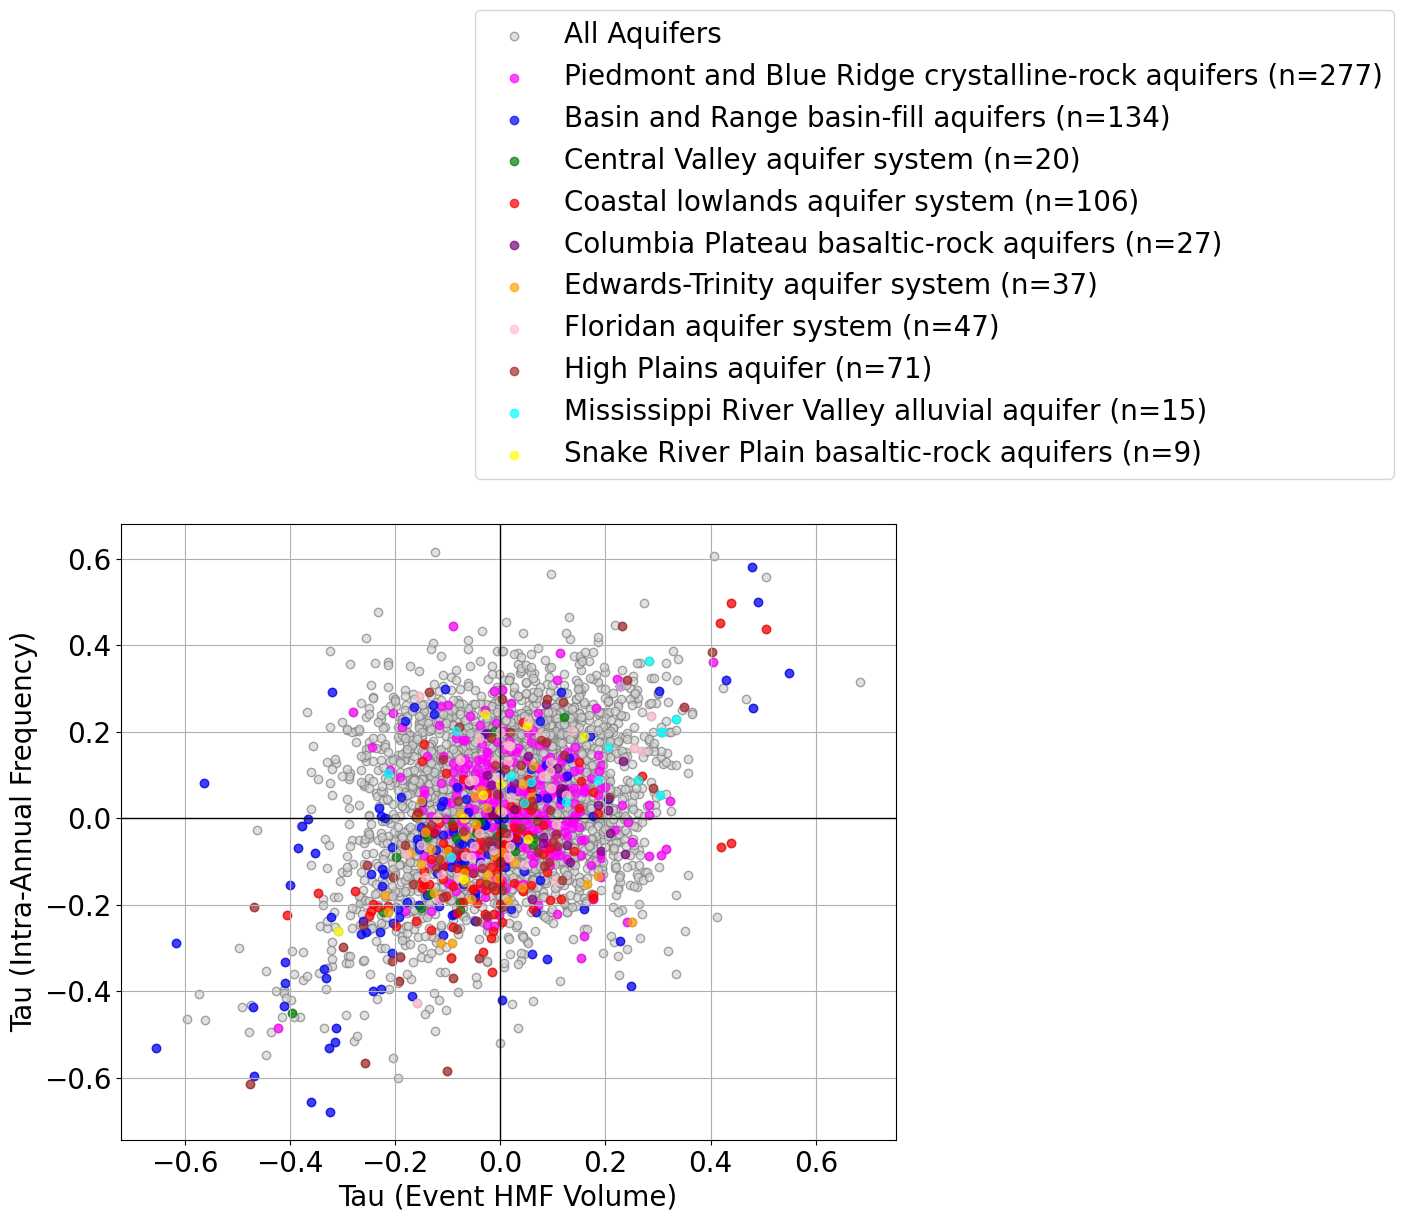 All Aquifers
Piedmont and Blue Ridge crystalline-rock aquifers (n=277)
Basin and Range basin-fill aquifers (n=134)
Central Valley aquifer system (n=20)
Coastal lowlands aquifer system (n=106)
Columbia Plateau basaltic-rock aquifers (n=27)
Edwards-Trinity aquifer system (n=37)
Floridan aquifer system (n=47)
High Plains aquifer (n=71)
Mississippi River Valley alluvial aquifer (n=15)
Snake River Plain basaltic-rock aquifers (n=9)
Tau (Intra-Annual Frequency)
0.6
0.4
0.2
0.0
−0.2
−0.4
−0.6
−0.6 −0.4 −0.2 0.0 0.2 0.4 0.6
Tau (Event HMF Volume)